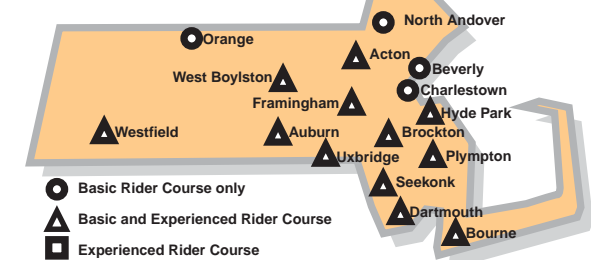 North Andover
Orange
Acton
Beverly
West Boylston
Charlestown
Framingham
Hyde Park
Westfield
Auburn
Brockton
Uxbridge
Plympton
Seekonk
Dartmouth
Bourne
Basic Rider Course only
Basic and Experienced Rider Course
Experienced Rider Course